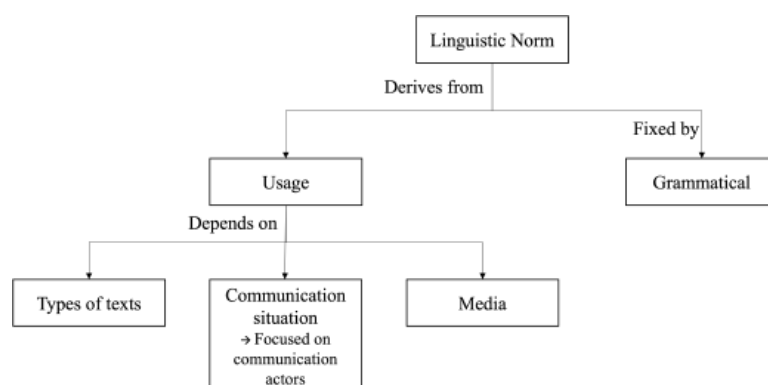 Linguistic Norm
Derives from
Fixed by
Usage
Grammatical
Depends on
Types of texts
Communication
situation
→ Focused on
communication
actors
Media